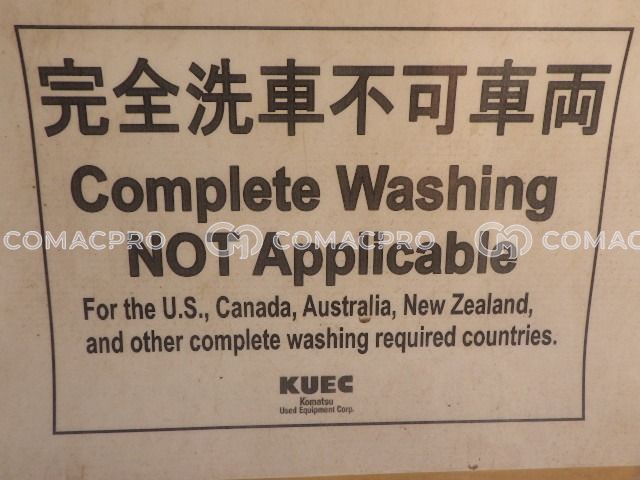 完全洗車不可車両
Complete Washing
COMACPRO COMACPRO COMACPRO
NOT Applicable
For the U.S., Canada, Australia, New Zealand,
and other complete washing required countries.
KUEC
Komatsu
Used Equipment Corp.